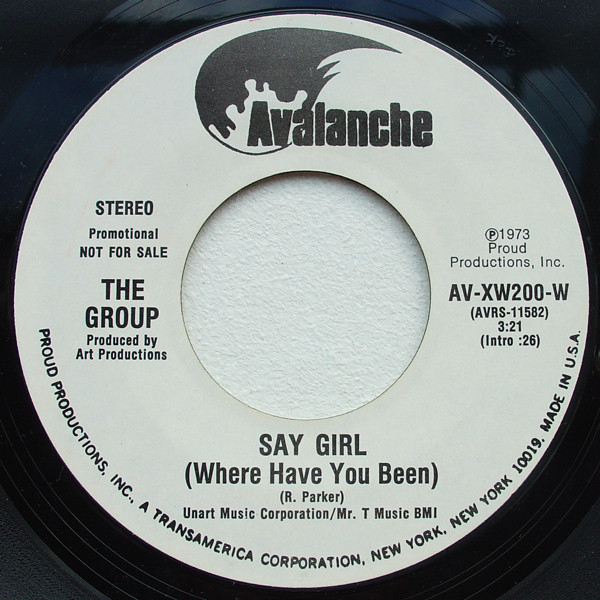 Avalanche
STEREO
Promotional
NOT FOR SALE
THE
GROUP
Produced by
Art Productions
Ⓟ1973
Proud
Productions, Inc.
AV-XW200-W
(AVRS-11582)
3:21
(Intro :26)
SAY GIRL
(Where Have You Been)
(R. Parker)
Unart Music Corporation/Mr. T Music BMI
PROUD PRODUCTIONS, INC., A TRANSAMERICA CORPORATION, NEW YORK, NEW YORK 10019. MADE IN U.S.A.